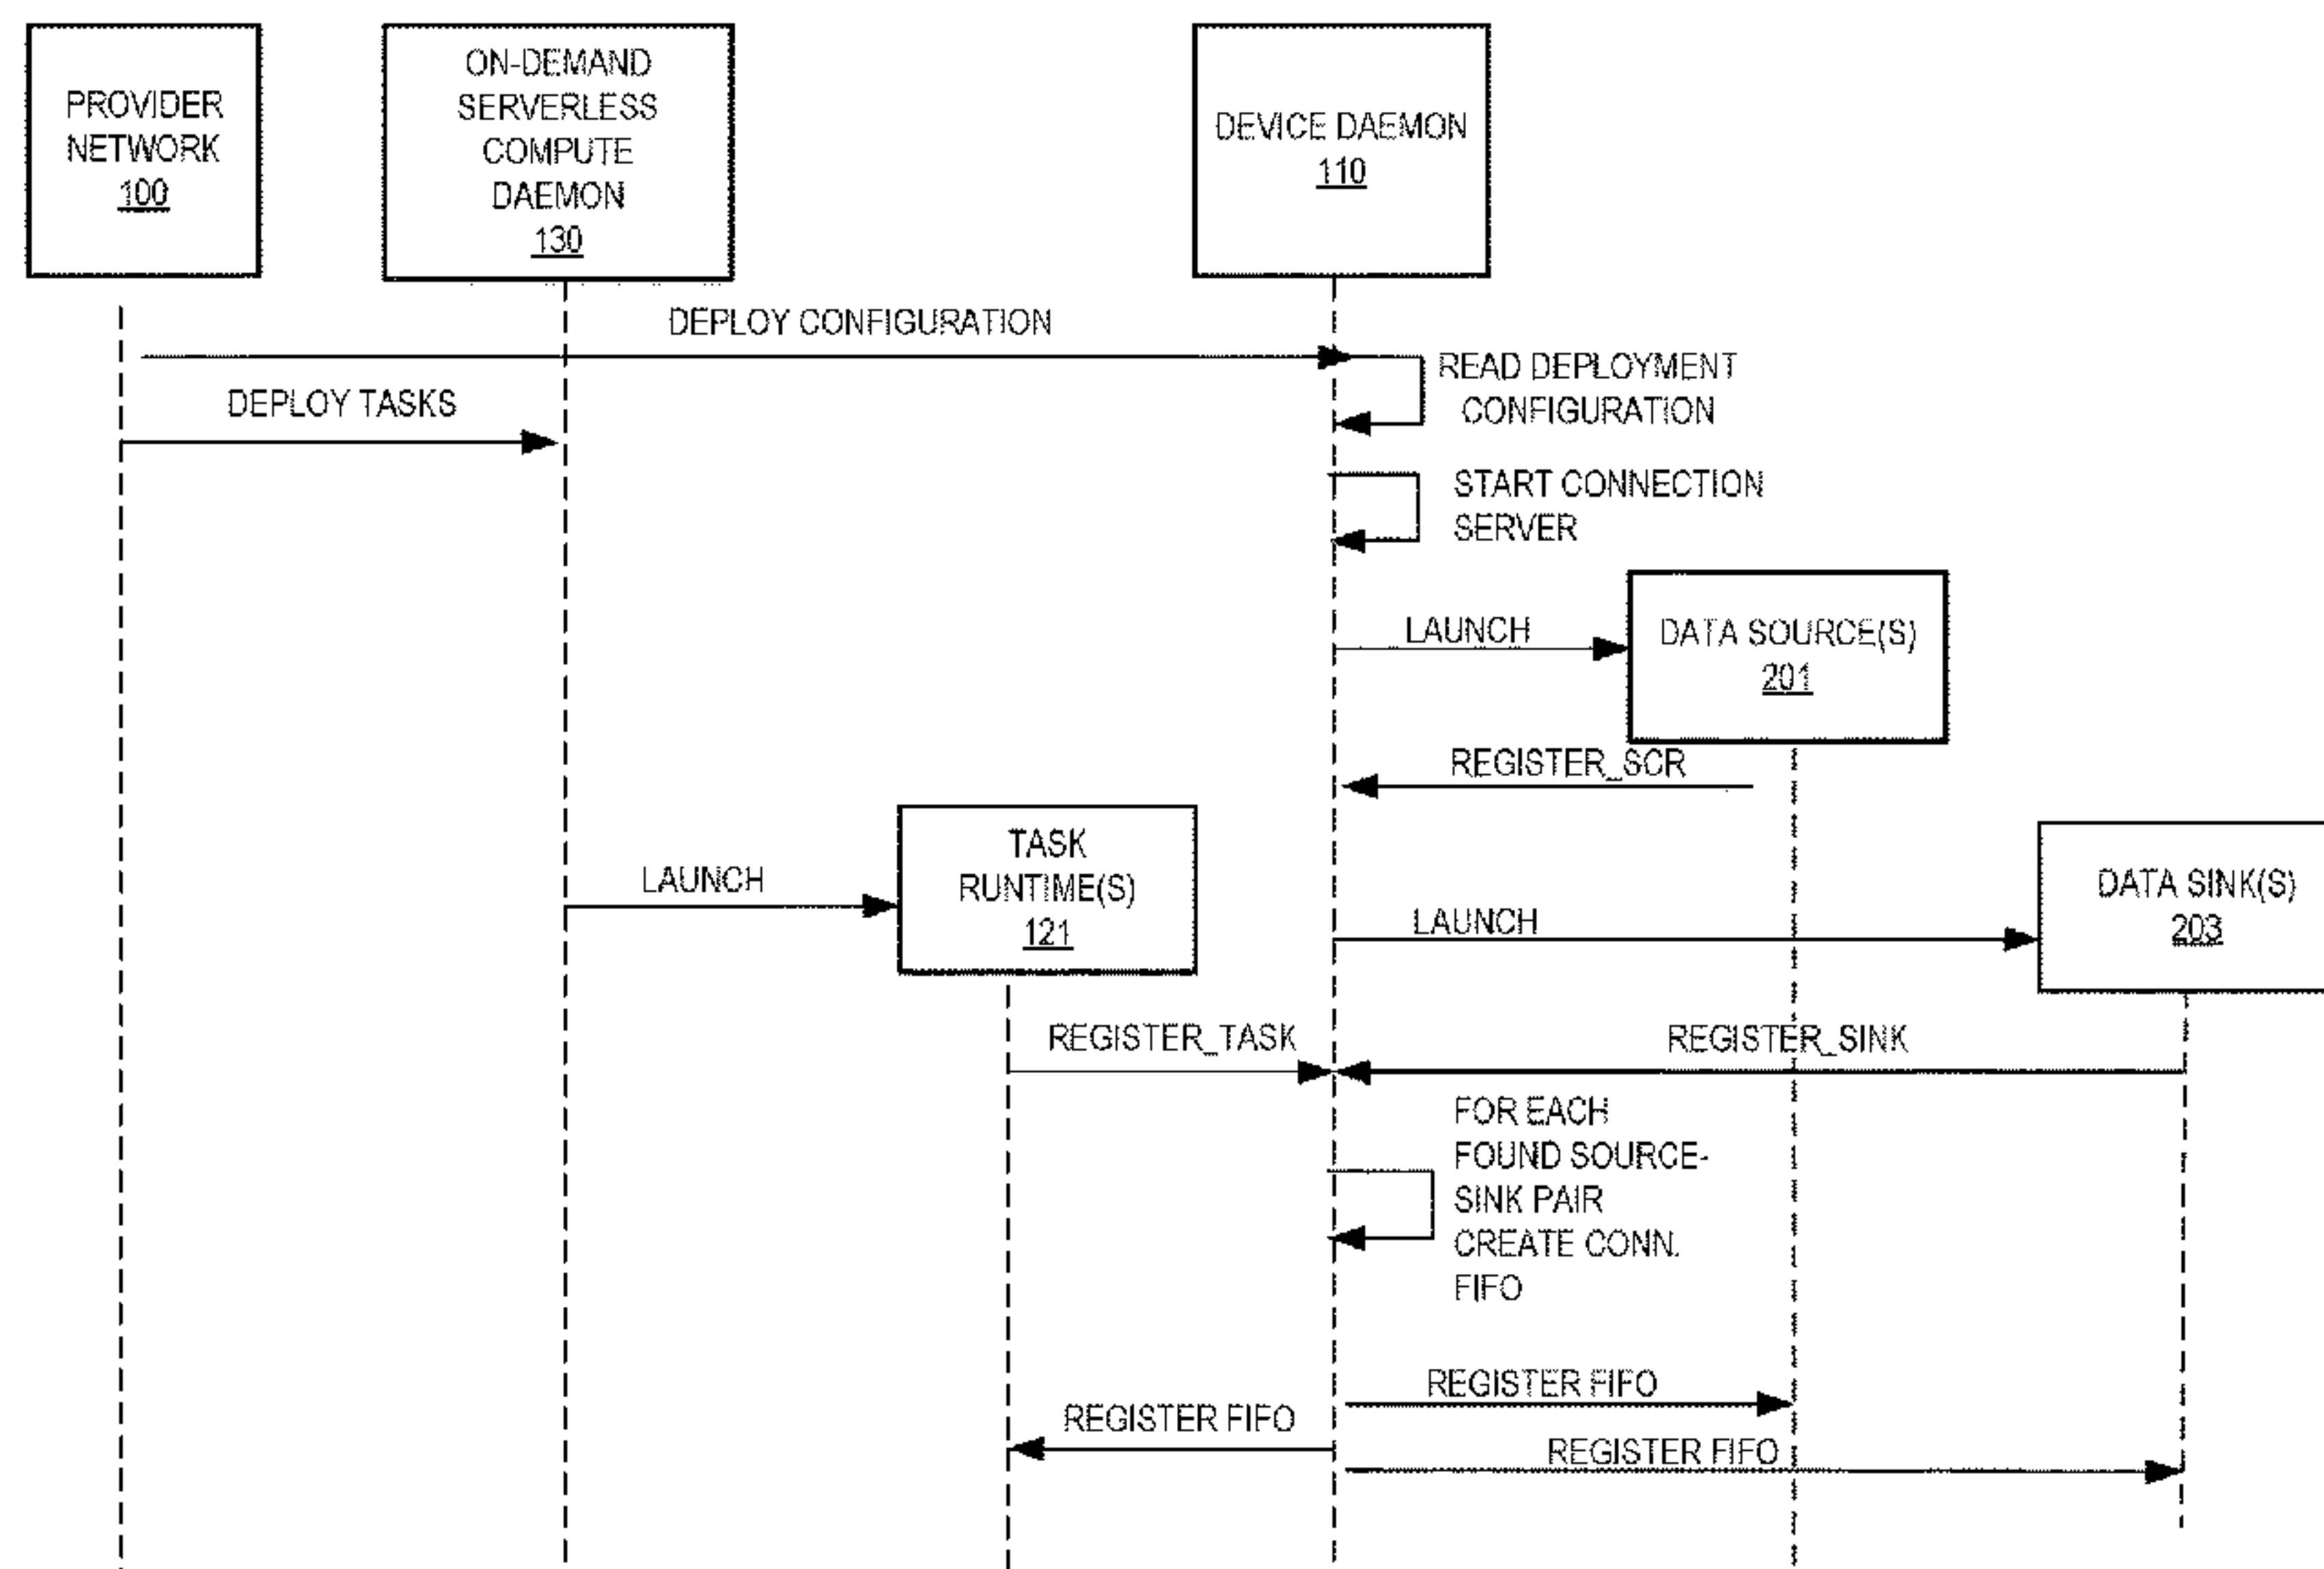 PROVIDER
NETWORK
100
ON-DEMAND
SERVERLESS
COMPUTE
DAEMON
130
DEVICE DAEMON
110
DEPLOY CONFIGURATION
READ DEPLOYMENT
CONFIGURATION
DEPLOY TASKS
START CONNECTION
SERVER
LAUNCH
DATA SOURCE(S)
201
REGISTER_SCR
TASK
RUNTIME(S)
121
LAUNCH
LAUNCH
DATA SINK(S)
203
REGISTER_TASK
REGISTER_SINK
FOR EACH
FOUND SOURCE-
SINK PAIR
CREATE CONN.
FIFO
REGISTER FIFO
REGISTER FIFO
REGISTER FIFO